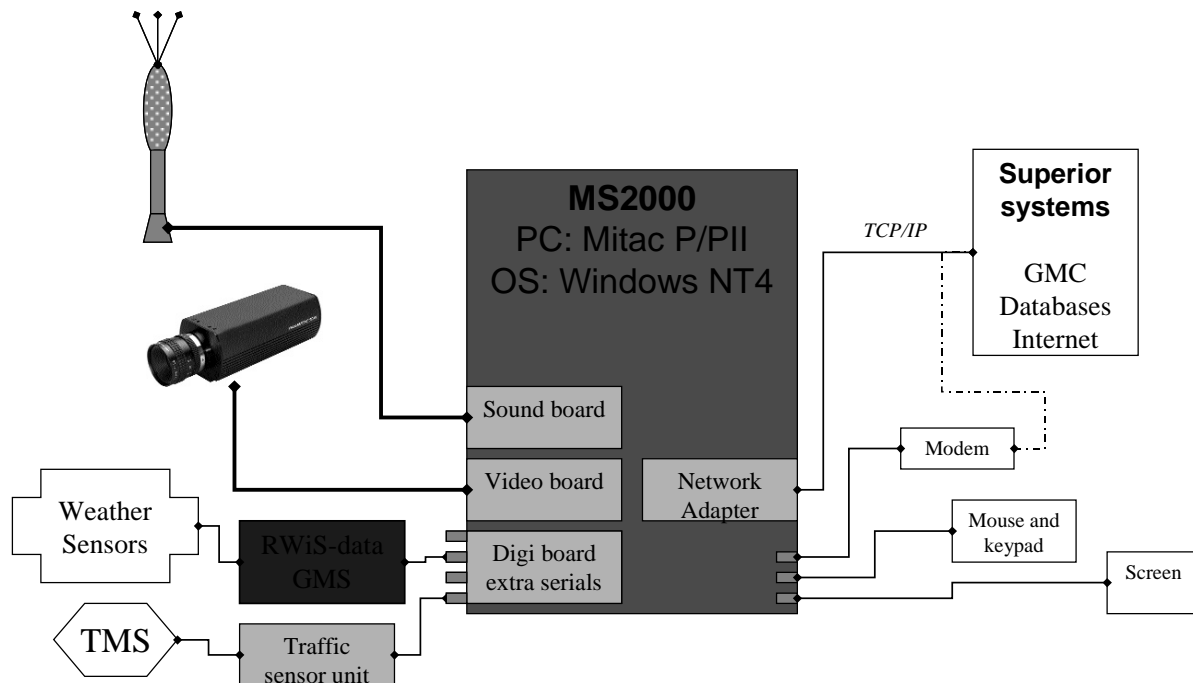 MS2000
PC: Mitac P/PII
OS: Windows NT4
TCP/IP
Superior
systems
GMC
Databases
Internet
Sound board
Video board
Network
Adapter
Modem
Weather
Sensors
RWiS-data
GMS
Digi board
extra serials
Mouse and
keypad
Screen
TMS
Traffic
sensor unit